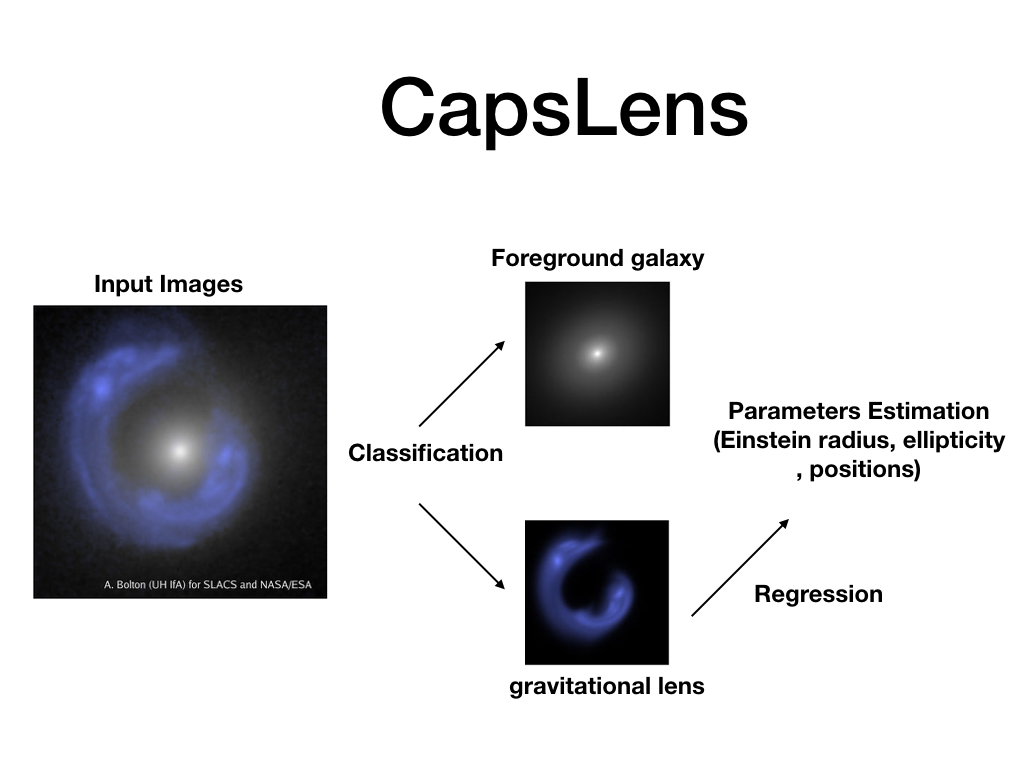 CapsLens
Foreground galaxy
Input Images
Parameters Estimation
(Einstein radius, ellipticity
, positions)
Classification
A. Bolton (UH IfA) for SLACS and NASA/ESA
Regression
gravitational lens